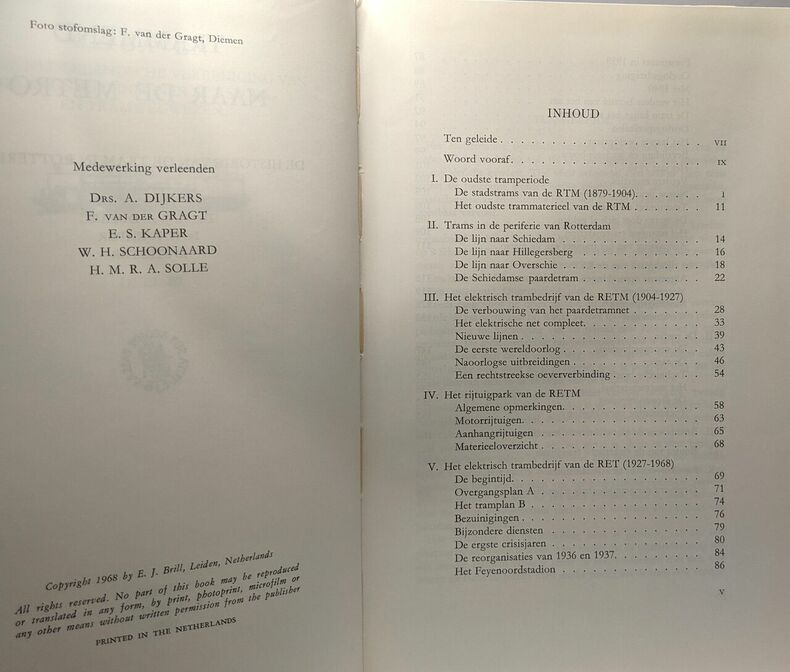 Foto stofomslag: F. van der Gragt, Diemen
Medewerking verleenden
Drs. A. DIJKERS
F. VAN DER GRAGT
E. S. KAPER
W. H. SCHOONAARD
H. M. R. A. SOLLE
Copyright 1968 by E. J. Brill, Leiden, Netherlands
All rights reserved. No part of this book may be reproduced
or translated in any form, by print, photoprint, microfilm or
any other means without written permission from the publisher
PRINTED IN THE NETHERLANDS
INHOUD
Ten geleide . . . . . . . . . . . . . . VII
Woord vooraf. . . . . . . . . . . . . . IX
I. De oudste tramperiode
De stadstrams van de RTM (1879-1904). . . . . . 1
Het oudste trammaterieel van de RTM . . . . . . 11
II. Trams in de periferie van Rotterdam
De lijn naar Schiedam . . . . . . . . . . . 14
De lijn naar Hillegersberg . . . . . . . . . . 16
De lijn naar Overschie . . . . . . . . . . . 18
De Schiedamse paardetram . . . . . . . . . . 22
III. Het elektrisch trambedrijf van de RETM (1904-1927)
De verbouwing van het paardetramnet . . . . . . 28
Het elektrische net compleet. . . . . . . . . . 33
Nieuwe lijnen . . . . . . . . . . . . . . 39
De eerste wereldoorlog . . . . . . . . . . . 43
Naoorlogse uitbreidingen . . . . . . . . . . 46
Een rechtstreekse oeververbinding . . . . . . . 54
IV. Het rijtuigpark van de RETM
Algemene opmerkingen. . . . . . . . . . . . 58
Motorrijtuigen. . . . . . . . . . . . . . 63
Aanhangrijtuigen . . . . . . . . . . . . . 65
Materieeloverzicht . . . . . . . . . . . . . 68
V. Het elektrisch trambedrijf van de RET (1927-1968)
De begintijd. . . . . . . . . . . . . . . 69
Overgangsplan A . . . . . . . . . . . . . 71
Het tramplan B . . . . . . . . . . . . . . 74
Bezuinigingen . . . . . . . . . . . . . . 76
Bijzondere diensten . . . . . . . . . . . . 79
De ergste crisisjaren . . . . . . . . . . . . 80
De reorganisaties van 1936 en 1937. . . . . . . 84
Het Feyenoordstadion . . . . . . . . . . . . 86
V